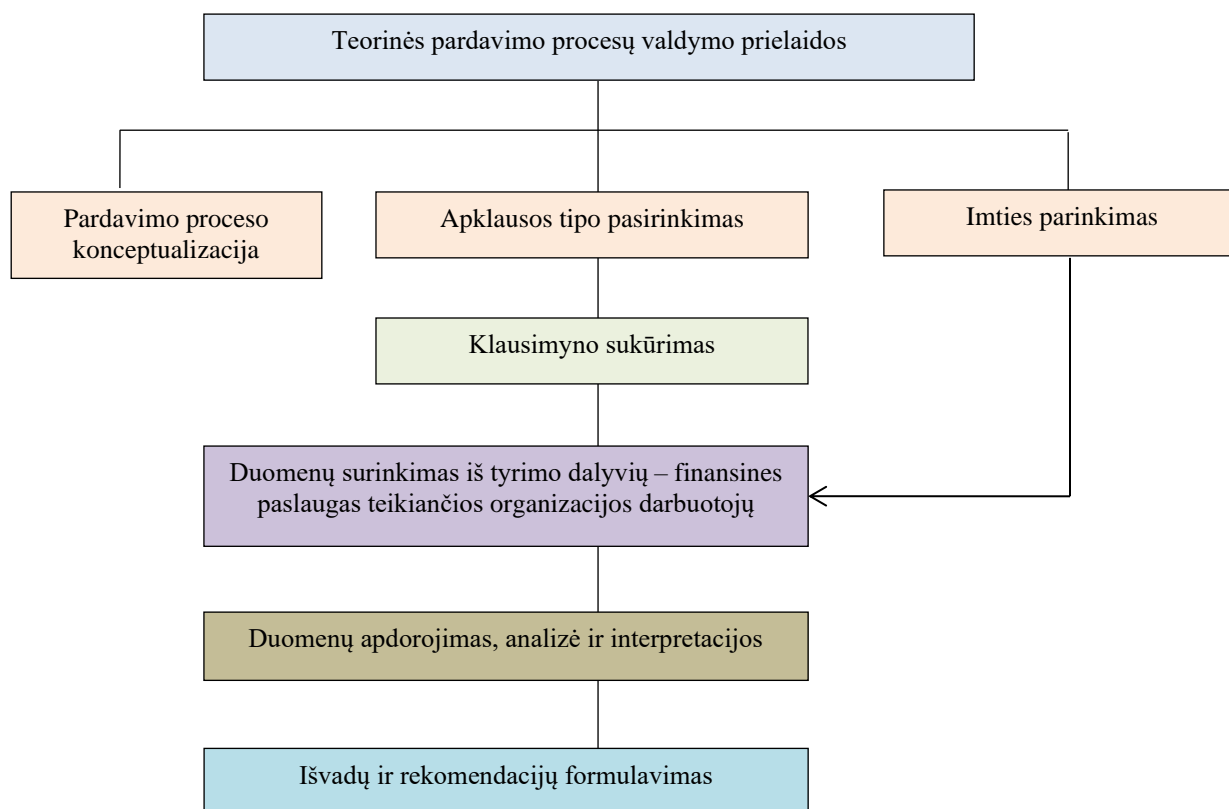 Teorinės pardavimo procesų valdymo prielaidos
Pardavimo proceso
konceptualizacija
Apklausos tipo pasirinkimas
Imties parinkimas
Klausimyno sukūrimas
Duomenų surinkimas iš tyrimo dalyvių – finansines
paslaugas teikiančios organizacijos darbuotojų
Duomenų apdorojimas, analizė ir interpretacijos
Išvadų ir rekomendacijų formulavimas